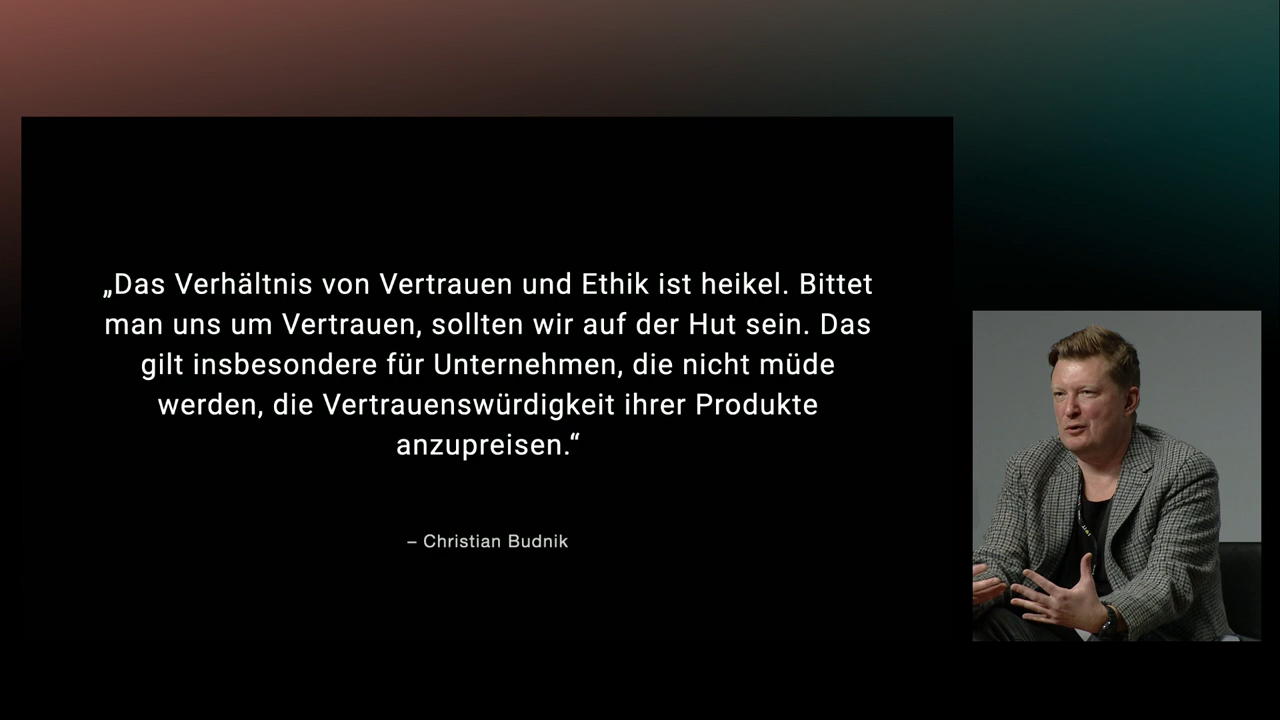 „Das Verhältnis von Vertrauen und Ethik ist heikel. Bittet
man uns um Vertrauen, sollten wir auf der Hut sein. Das
gilt insbesondere für Unternehmen, die nicht müde
werden, die Vertrauenswürdigkeit ihrer Produkte
anzupreisen.“
– Christian Budnik